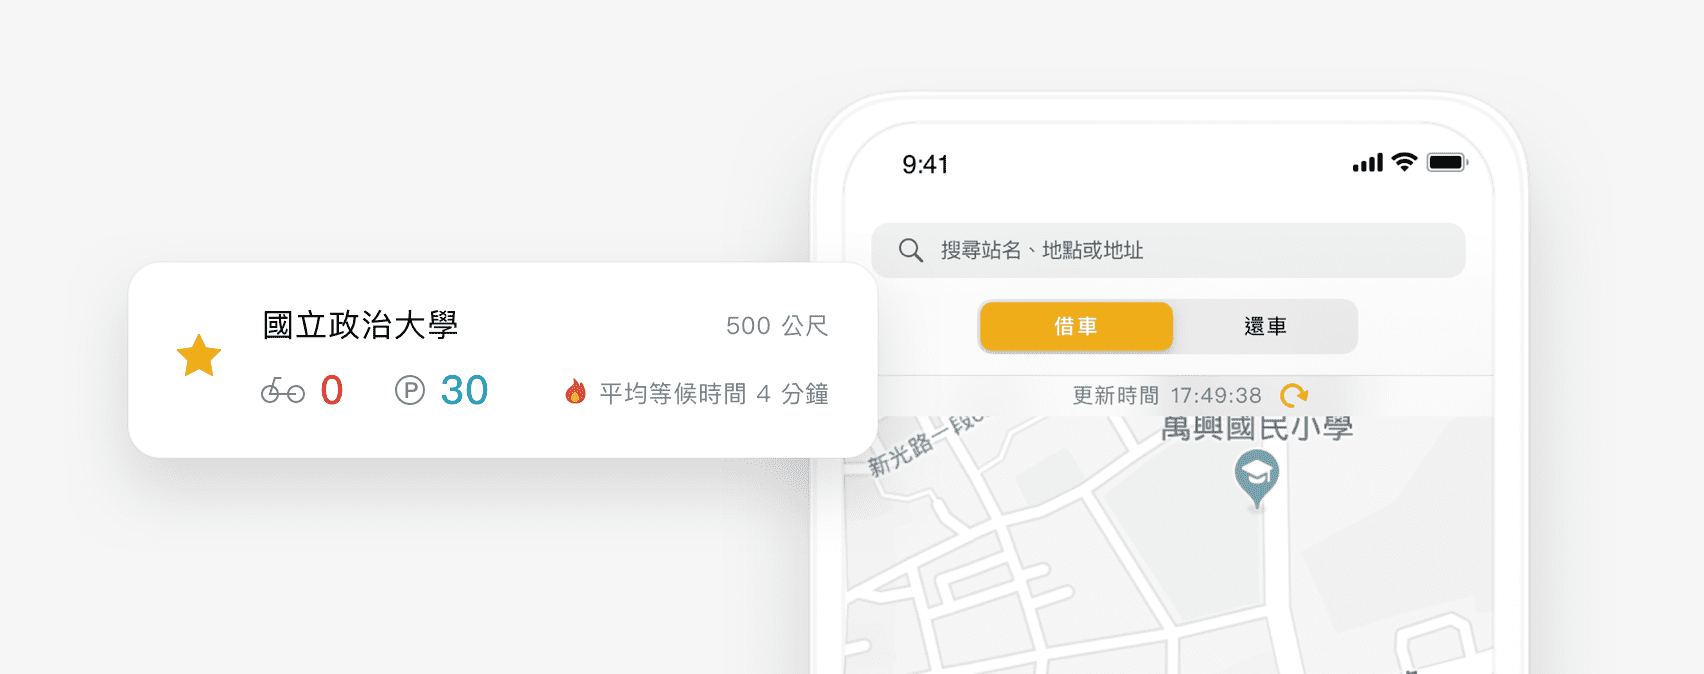 9:41
搜尋站名、地點或地址
借車 還車
更新時間 17:49:38
國立政治大學 500 公尺
0 P 30 平均等候時間 4 分鐘
萬興國民小學
新光路一段